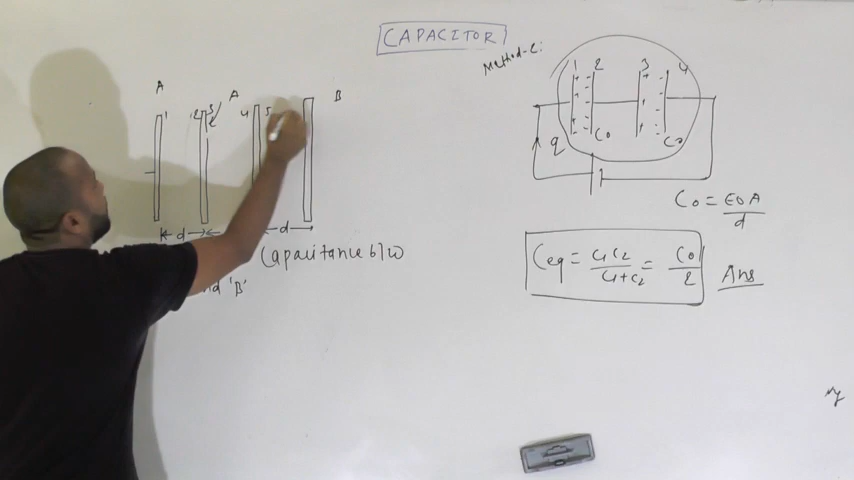 CAPACITOR
Method-2:
A
1
2
3
A
4
5
B
d
d
Capacitance b/w
'B'
1 2 3 4
C0 C0
q
C0 = ε0A/d
Ceq = C1C2/C1+C2 = C0/2 Ans